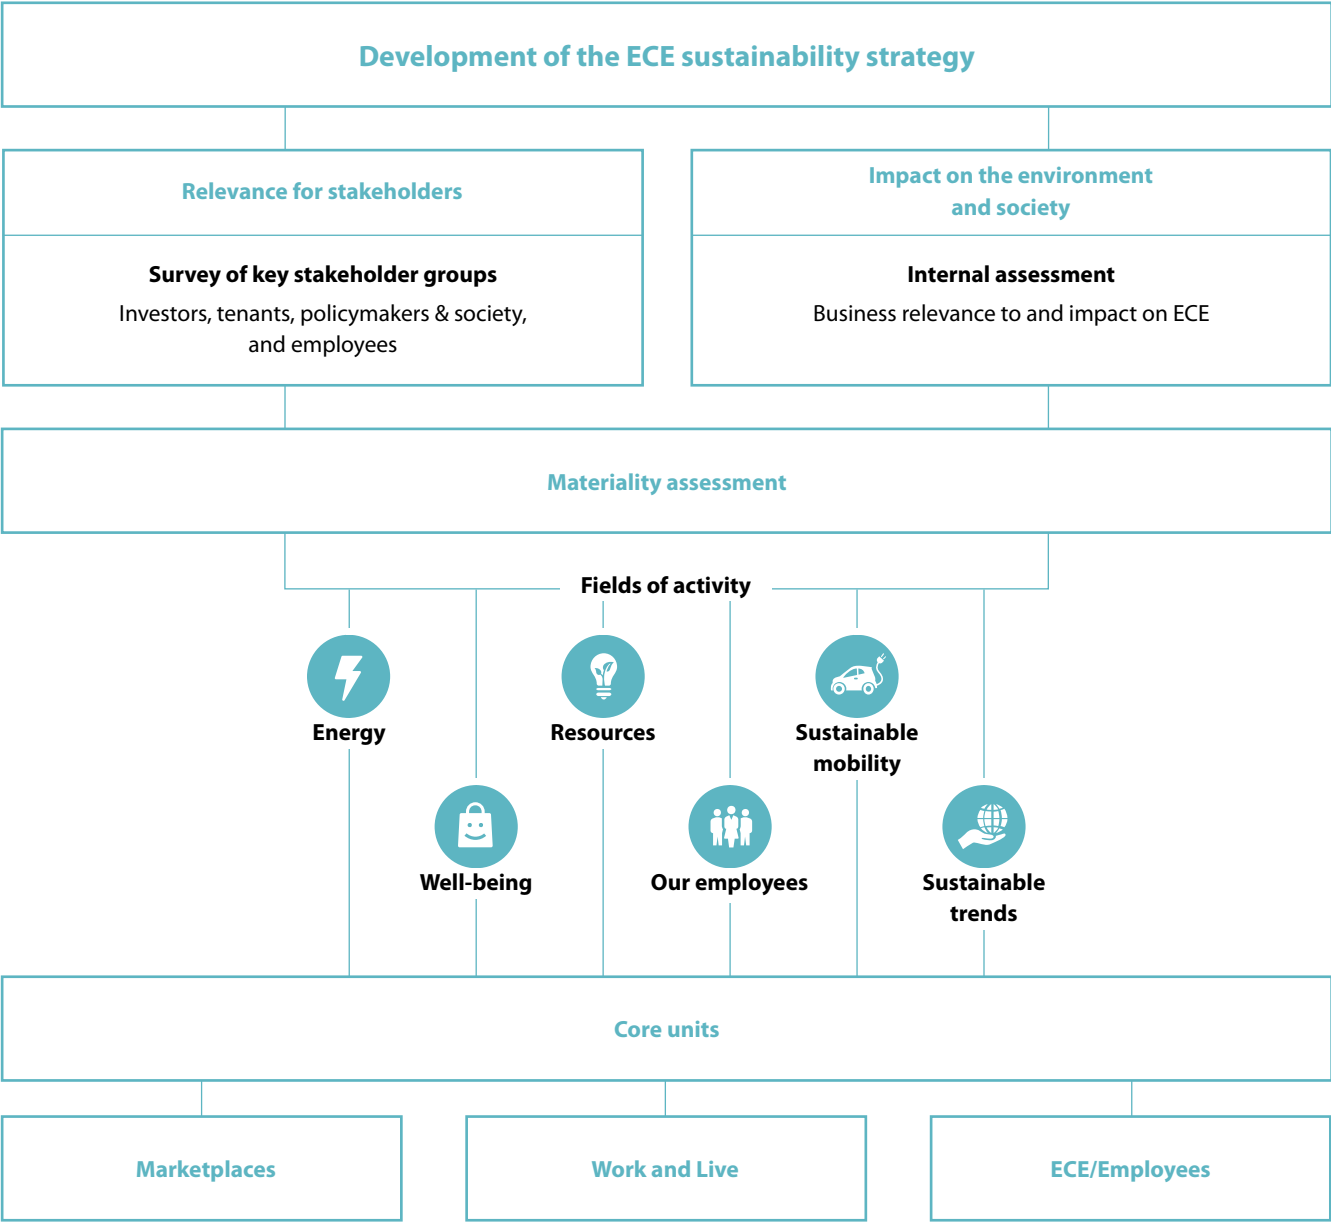 Development of the ECE sustainability strategy
Relevance for stakeholders
Survey of key stakeholder groups
Investors, tenants, policymakers & society,
and employees
Impact on the environment
and society
Internal assessment
Business relevance to and impact on ECE
Materiality assessment
Fields of activity
Energy
Resources
Sustainable
mobility
Well-being
Our employees
Sustainable
trends
Core units
Marketplaces
Work and Live
ECE/Employees